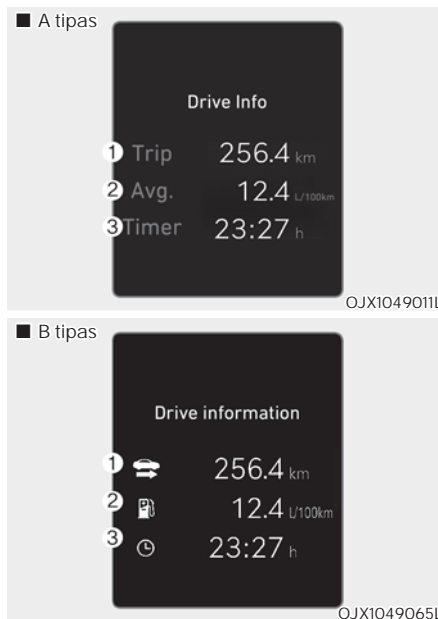 ■ A tipas
Drive Info
① Trip 256.4 km
② Avg. 12.4 L/100km
③ Timer 23:27 h
OJX1049011L
■ B tipas
Drive information
① 256.4 km
② 12.4 L/100km
③ 23:27 h
OJX1049065L